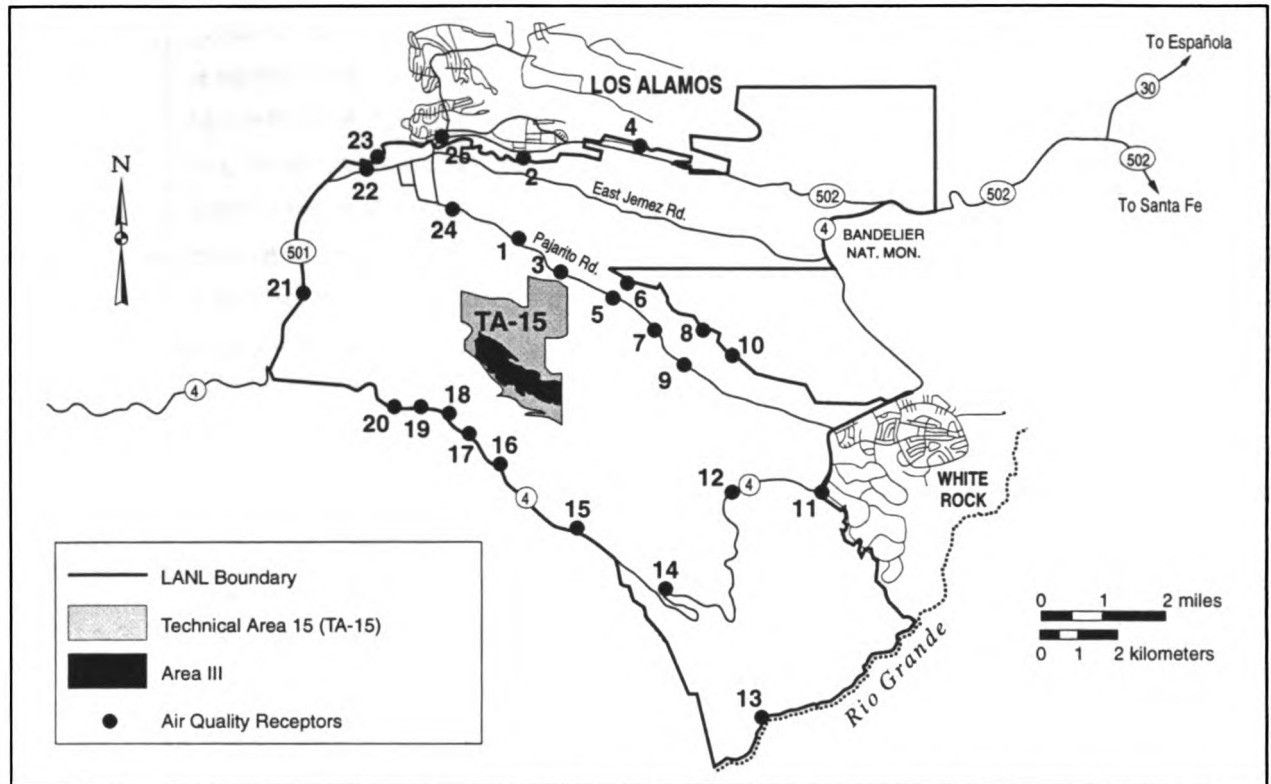 To Española
30
LOS ALAMOS
502
To Santa Fe
4
23
25
2
22
N
East Jemez Rd.
502
502
4
BANDELIER
NAT. MON.
24
1
Pajarito Rd.
501
3
21
6
5
TA-15
7
8
10
9
4
18
20
19
17
16
12
4
11
WHITE
ROCK
4
15
14
13
Rio Grande
LANL Boundary
Technical Area 15 (TA-15)
Area III
Air Quality Receptors
0 1 2 miles
0 1 2 kilometers